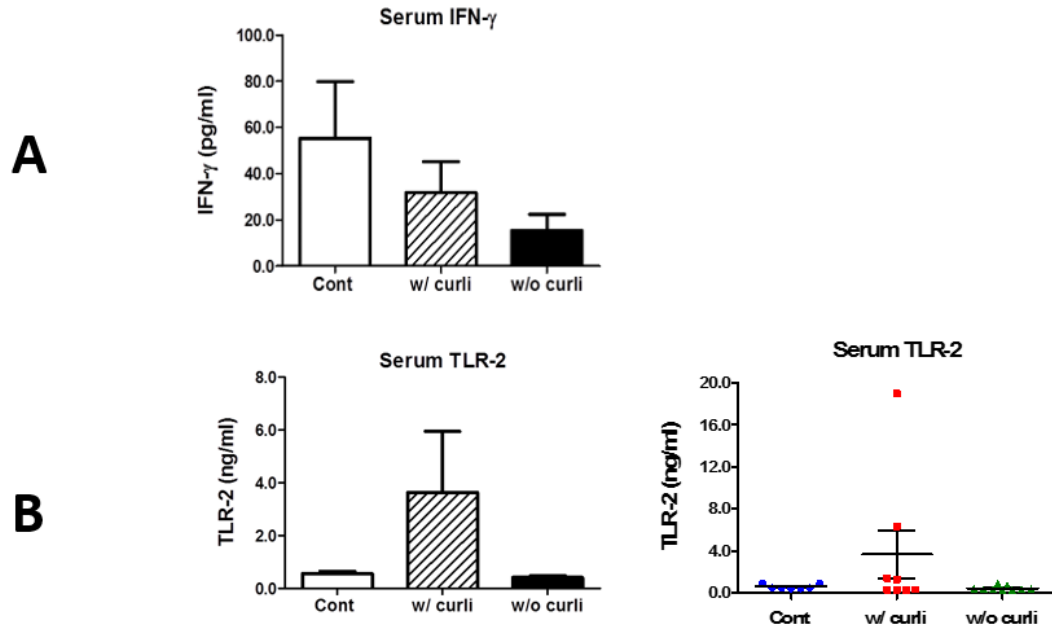 A
Serum IFN-γ
IFN-γ (pg/ml)
100.0
80.0
60.0
40.0
20.0
0.0
Cont w/ curli w/o curli
B
Serum TLR-2
TLR-2 (ng/ml)
8.0
6.0
4.0
2.0
0.0
Cont w/ curli w/o curli
Serum TLR-2
TLR-2 (ng/ml)
20.0
16.0
12.0
8.0
4.0
0.0
Cont w/ curli w/o curli